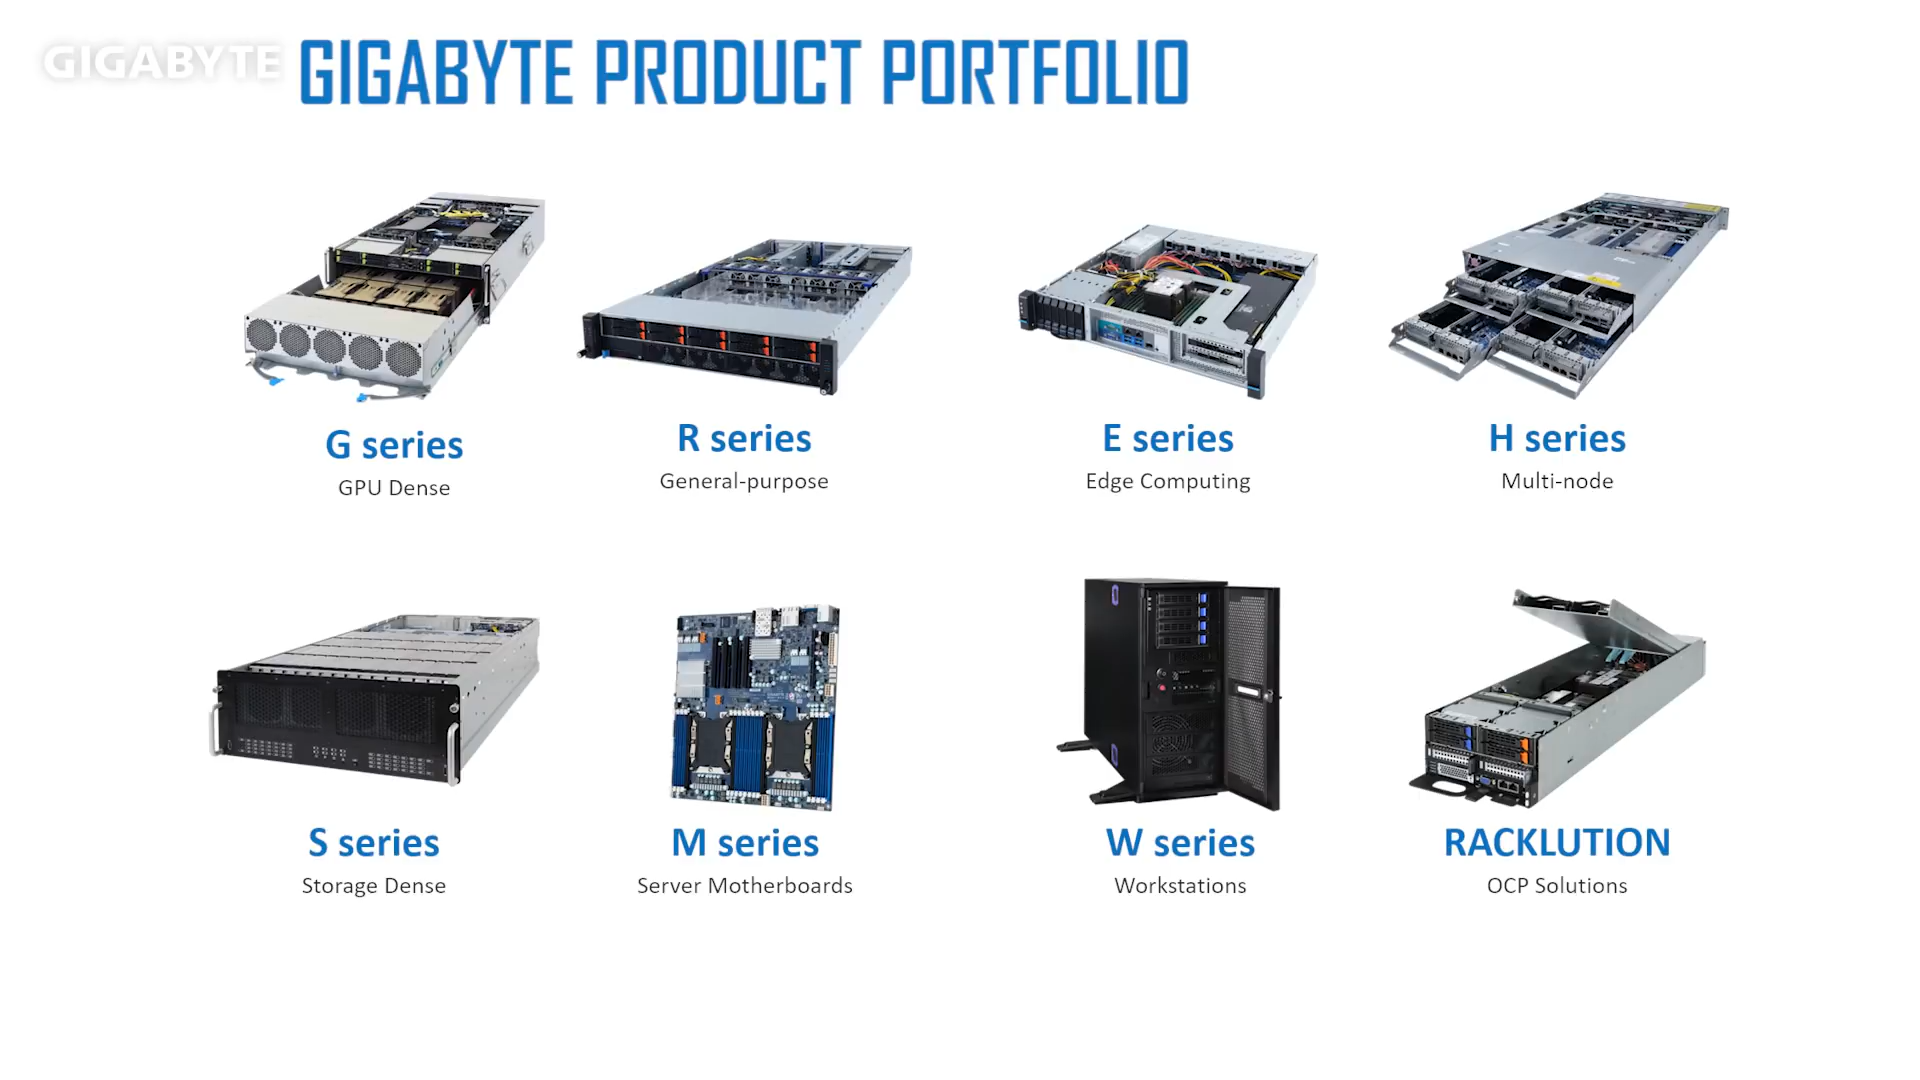 GIGABYTE
GIGABYTE PRODUCT PORTFOLIO
G series
GPU Dense
R series
General-purpose
E series
Edge Computing
H series
Multi-node
S series
Storage Dense
M series
Server Motherboards
W series
Workstations
RACKLUTION
OCP Solutions